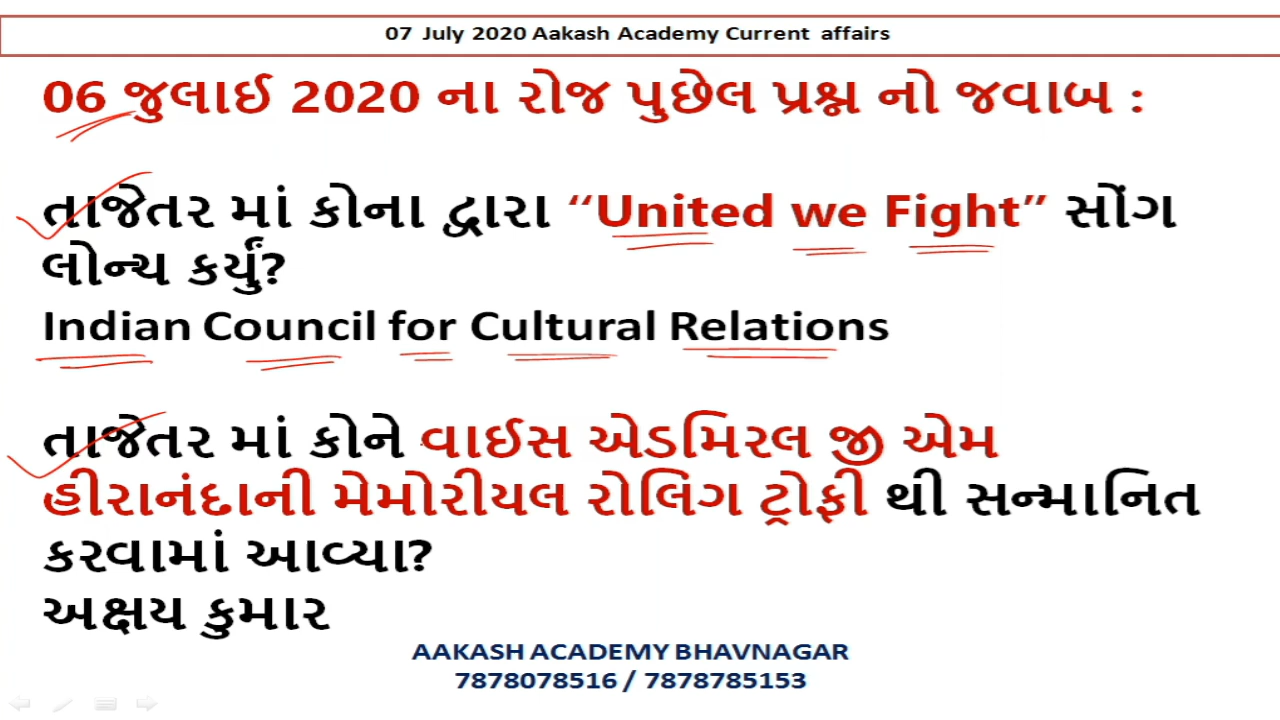 07 July 2020 Aakash Academy Current affairs
06 જુલાઈ 2020 ના રોજ પુછેલ પ્રશ્ન નો જવાબ :
તાજેતર માં કોના દ્વારા “United we Fight” સોંગ
લોન્ચ કર્યું?
Indian Council for Cultural Relations
તાજેતર માં કોને વાઈસ એડમિરલ જી એમ
હીરાનંદાની મેમોરીયલ રોલિંગ ટ્રોફી થી સન્માનિત
કરવામાં આવ્યા?
અક્ષય કુમાર
AAKASH ACADEMY BHAVNAGAR
7878078516 / 7878785153